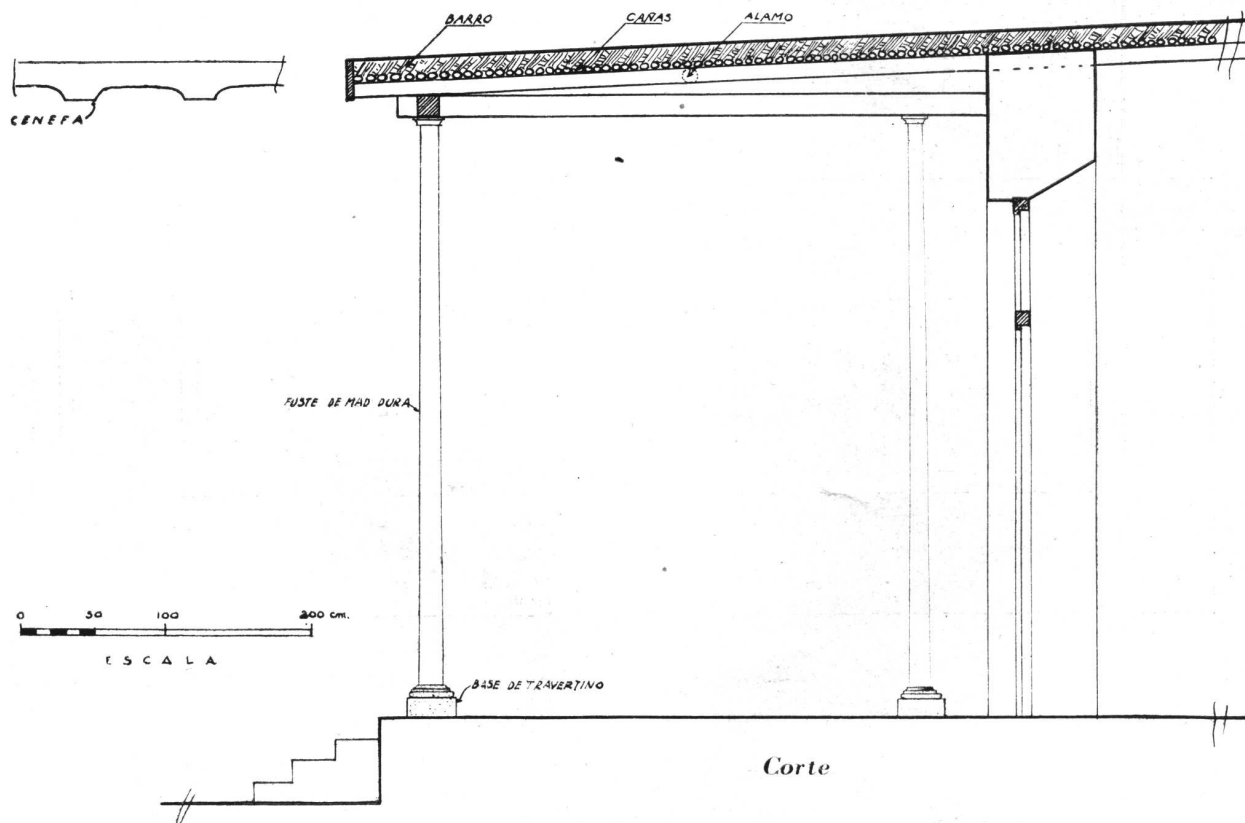 BARRO
CAÑAS
ALAMO
CENEFA
FUSTE DE MAD DURA
0 50 100 200 cm.
ESCALA
BASE DE TRAVERTINO
Corte